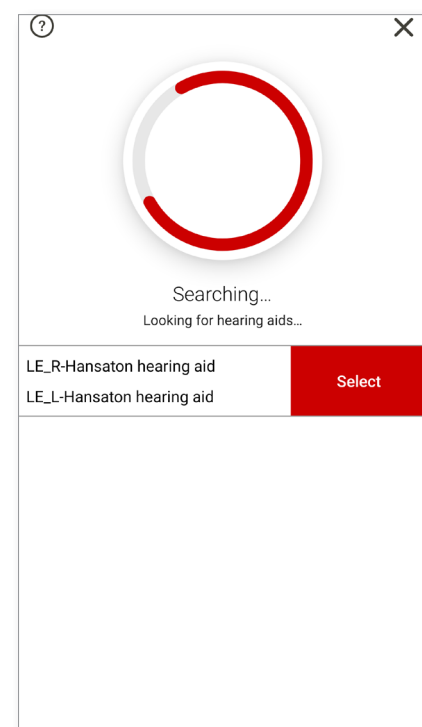 ?
Searching...
Looking for hearing aids...
LE_R-Hansaton hearing aid
LE_L-Hansaton hearing aid
Select